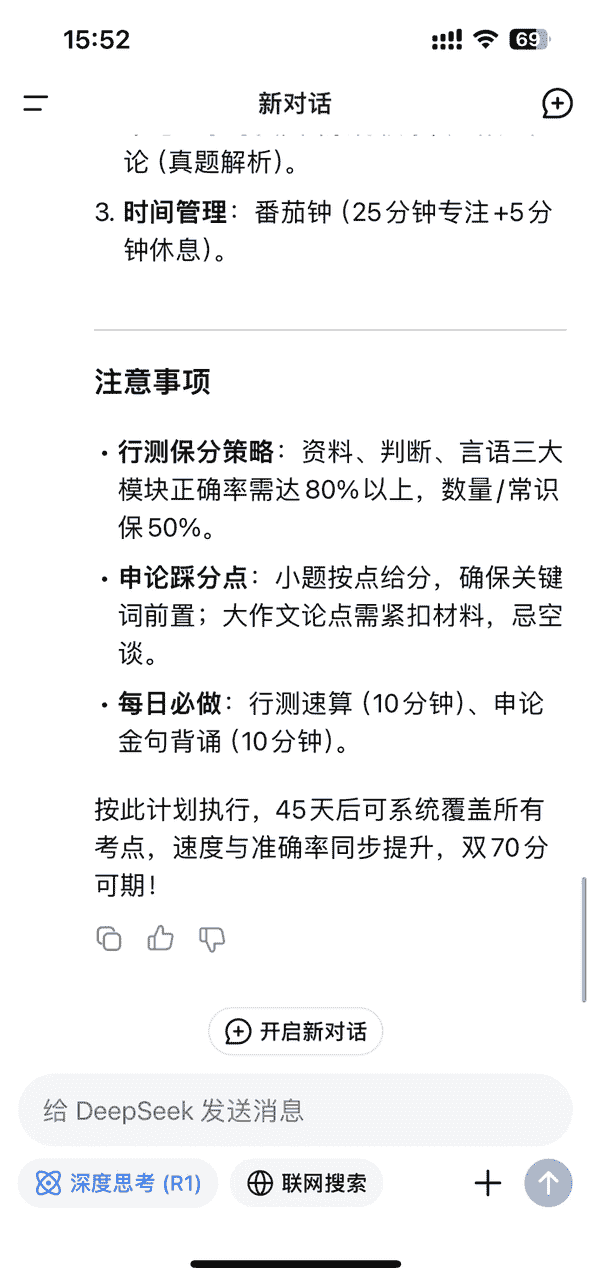 15:52
69
新对话
论（真题解析）。
3. 时间管理：番茄钟（25分钟专注+5分
钟休息）。
注意事项
• 行测保分策略：资料、判断、言语三大
模块正确率需达80%以上，数量/常识
保50%。
• 申论踩分点：小题按点给分，确保关键
词前置；大作文论点需紧扣材料，忌空
谈。
• 每日必做：行测速算（10分钟）、申论
金句背诵（10分钟）。
按此计划执行，45天后可系统覆盖所有
考点，速度与准确率同步提升，双70分
可期！
开启新对话
给 DeepSeek 发送消息
深度思考 (R1)
联网搜索